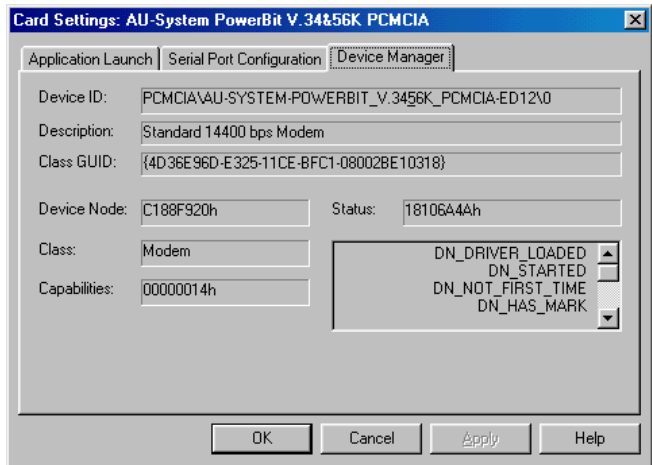 Card Settings: AU-System PowerBit V.34&56K PCMCIA
Application Launch Serial Port Configuration Device Manager
Device ID: PCMCIA\AU-SYSTEM-POWERBIT_V.3456K_PCMCIA-ED12\0
Description: Standard 14400 bps Modem
Class GUID: {4D36E96D-E325-11CE-BFC1-08002BE10318}
Device Node: C188F920h Status: 18106A4Ah
Class: Modem
DN_DRIVER_LOADED
DN_STARTED
Capabilities: 00000014h
DN_NOT_FIRST_TIME
DN_HAS_MARK
OK Cancel Apply Help